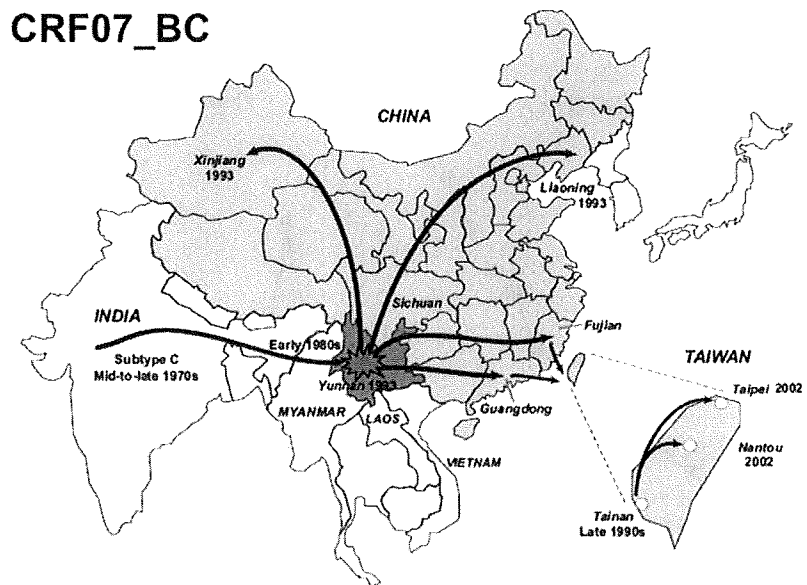 CRF07_BC
CHINA
Xinjiang
1993
Liaoning
1993
Sichuan
INDIA
Early 1980s
Fujian
Subtype C
Mid-to-late 1970s
TAIWAN
Yunnan 1993
Taipei 2002
MYANMAR
LAOS
Guangdong
Nantou
2002
VIETNAM
Tainan
Late 1990s